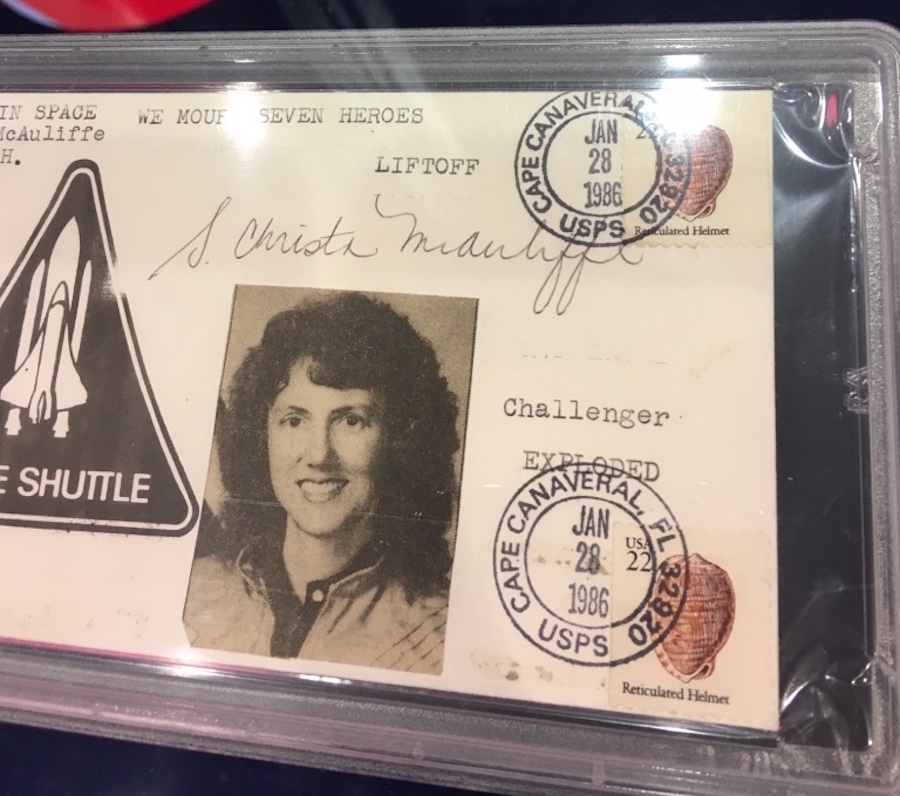 IN SPACE WE MOUR SEVEN HEROES
McAuliffe
H.
LIFTOFF
CAPE CANAVERAL 32920
JAN
28
1986
USPS
Reticulated Helmet
S. Christa McAuliffe
E SHUTTLE
Challenger
EXPLODED
CAPE CANAVERAL, FL 32920
JAN
28
1986
USPS
USA
22
Reticulated Helmet